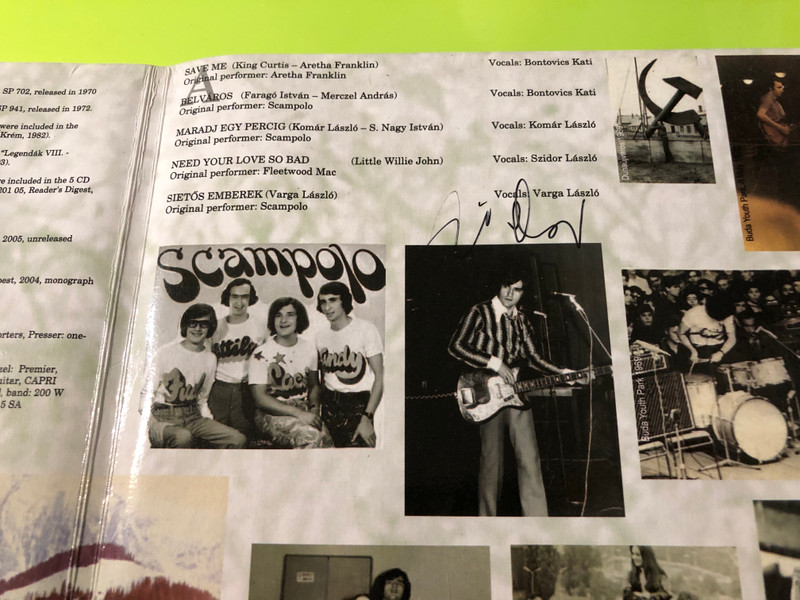 SP 702, released in 1970
SP 941, released in 1972.
were included in the
Krém, 1982).
"Legendák VIII. -
3).
re included in the 5 CD
201 05, Reader's Digest,
2005, unreleased
best, 2004, monograph
rters, Presser: one-
zel: Premier,
uitar, CAPRI
band: 200 W
5 SA
A
SAVE ME (King Curtis – Aretha Franklin) Vocals: Bontovics Kati
Original performer: Aretha Franklin
BELVÁROS (Faragó István – Merczel András) Vocals: Bontovics Kati
Original performer: Scampolo
MARADJ EGY PERCIG (Komár László – S. Nagy István) Vocals: Komár László
Original performer: Scampolo
NEED YOUR LOVE SO BAD (Little Willie John) Vocals: Szidor László
Original performer: Fleetwood Mac
SIETŐS EMBEREK (Varga László) Vocals: Varga László
Original performer: Scampolo
Scampolo
Buda Youth Park
Buda Youth Park 1969